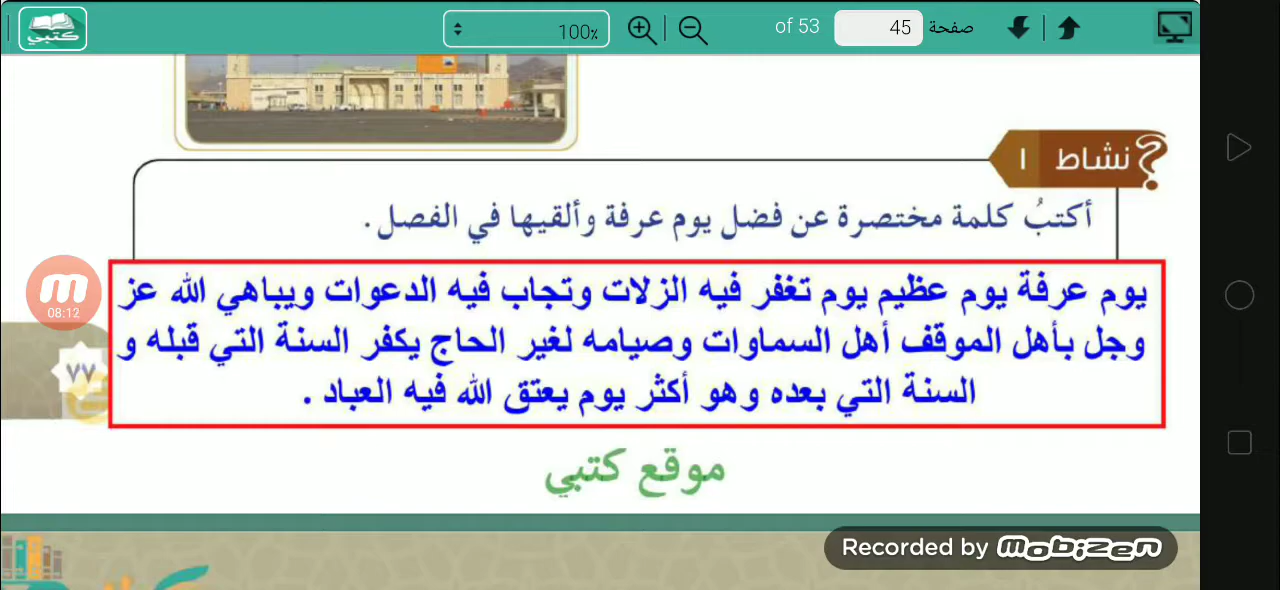 كتبي
100%
of 53
45
صفحة
نشاط ١
أكتبُ كلمة مختصرة عن فضل يوم عرفة وألقيها في الفصل.
يوم عرفة يوم عظيم يوم تغفر فيه الزلات وتجاب فيه الدعوات ويباهي الله عز
وجل بأهل الموقف أهل السماوات وصيامه لغير الحاج يكفر السنة التي قبله و
السنة التي بعده وهو أكثر يوم يعتق الله فيه العباد .
08:12
٧٧
موقع كتبي
Recorded by mobizen